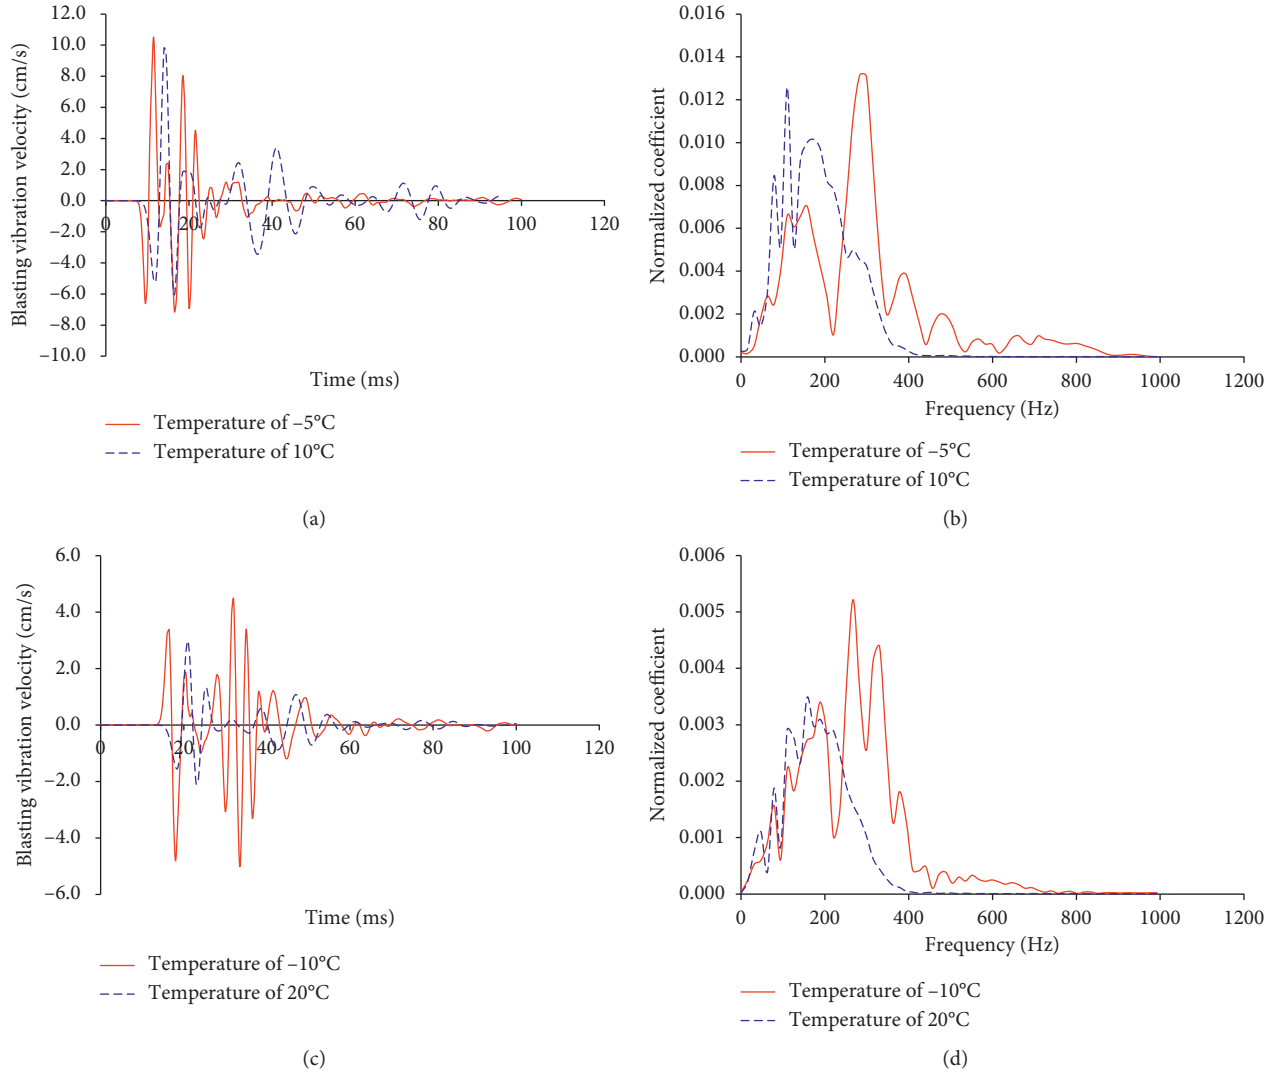 12.0
10.0
8.0
6.0
4.0
2.0
0.0
−2.0
−4.0
−6.0
−8.0
−10.0
Blasting vibration velocity (cm/s)
0 20 40 60 80 100 120
Time (ms)
Temperature of –5°C
Temperature of 10°C
(a)
0.016
0.014
0.012
0.010
0.008
0.006
0.004
0.002
0.000
Normalized coefficient
0 200 400 600 800 1000 1200
Frequency (Hz)
Temperature of –5°C
Temperature of 10°C
(b)
6.0
4.0
2.0
0.0
−2.0
−4.0
−6.0
Blasting vibration velocity (cm/s)
0 20 40 60 80 100 120
Time (ms)
Temperature of –10°C
Temperature of 20°C
(c)
0.006
0.005
0.004
0.003
0.002
0.001
0.000
Normalized coefficient
0 200 400 600 800 1000 1200
Frequency (Hz)
Temperature of –10°C
Temperature of 20°C
(d)